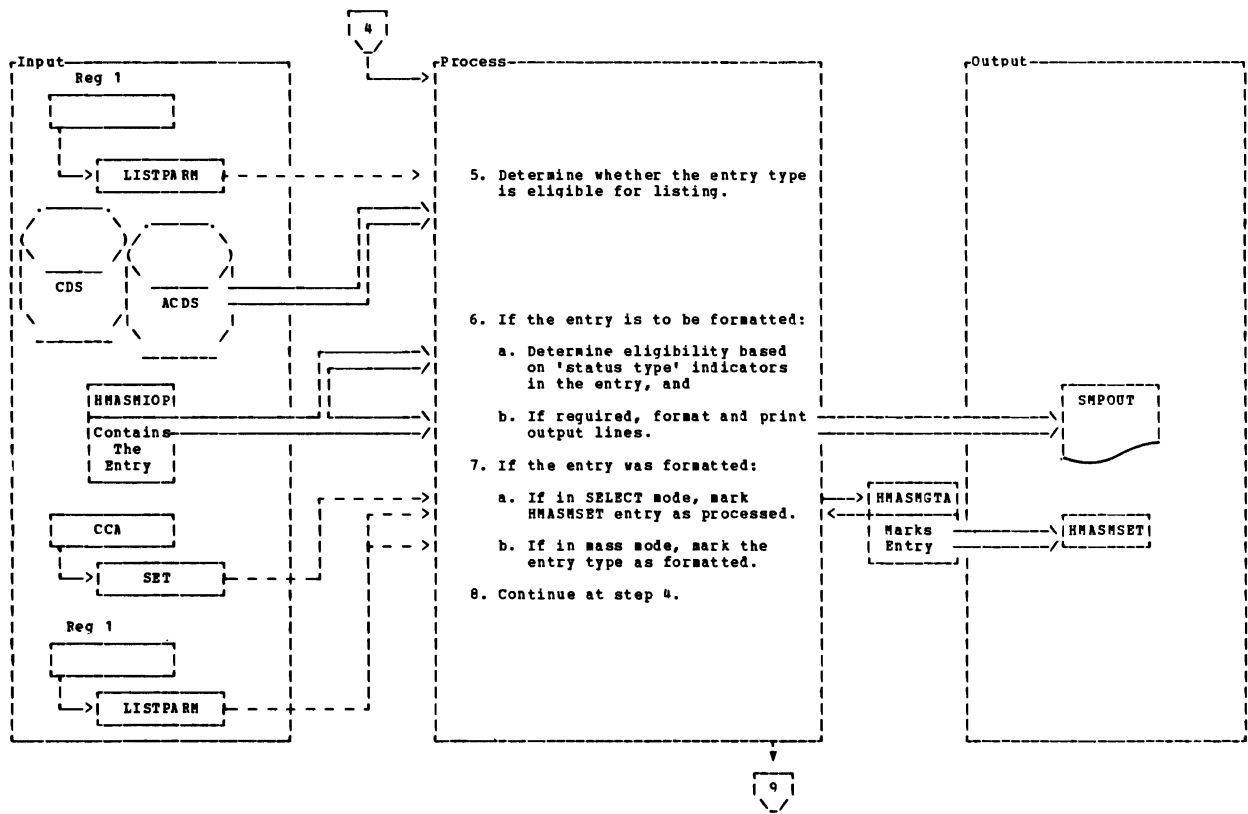 4
Input
Process
Output
Reg 1
LISTPARM
5. Determine whether the entry type
is eligible for listing.
CDS
ACDS
6. If the entry is to be formatted:
a. Determine eligibility based
on 'status type' indicators
in the entry, and
HMASMIOP
Contains
The
Entry
b. If required, format and print
output lines.
SMPOUT
7. If the entry was formatted:
a. If in SELECT mode, mark
HMASMSET entry as processed.
HMASMGTA
Marks
Entry
HMASMSET
CCA
SET
b. If in mass mode, mark the
entry type as formatted.
8. Continue at step 4.
Reg 1
LISTPARM
9